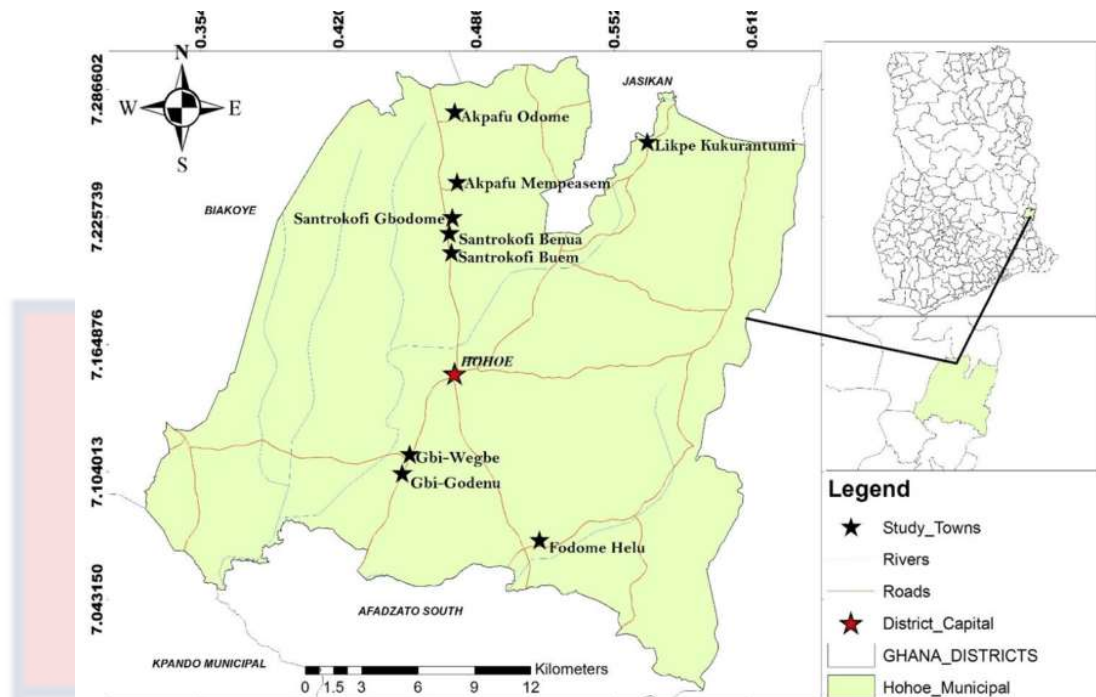 0.354
0.420
0.486
0.552
0.618
JASIKAN
7.286602
N
W E
S
Akpafu Odome
Likpe Kukurantumi
Akpafu Mempeasem
BIAKOYE
7.225739
Santrokofi Gbodome
Santrokofi Benua
Santrokofi Buem
7.164876
HOHOE
Gbi-Wegbe
7.104013
Gbi-Godenu
Fodome Helu
7.043150
AFADZATO SOUTH
KPANDO MUNICIPAL
Kilometers
0 1.5 3 6 9 12
Legend
Study_Towns
Rivers
Roads
District_Capital
GHANA_DISTRICTS
Hohoe_Municipal